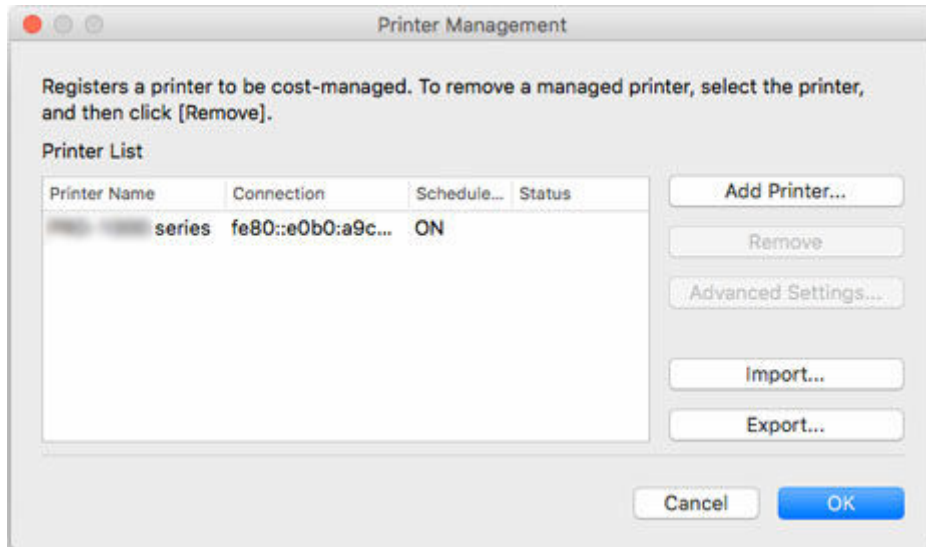 Printer Management
Registers a printer to be cost-managed. To remove a managed printer, select the printer,
and then click [Remove].
Printer List
Printer Name Connection Schedule... Status
series fe80::e0b0:a9c... ON
Add Printer...
Remove
Advanced Settings...
Import...
Export...
Cancel OK